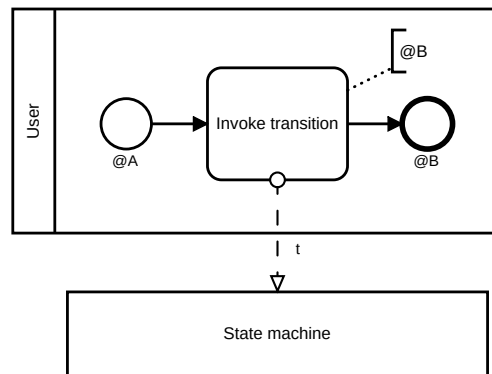 @B
User
Invoke transition
@A
@B
t
State machine